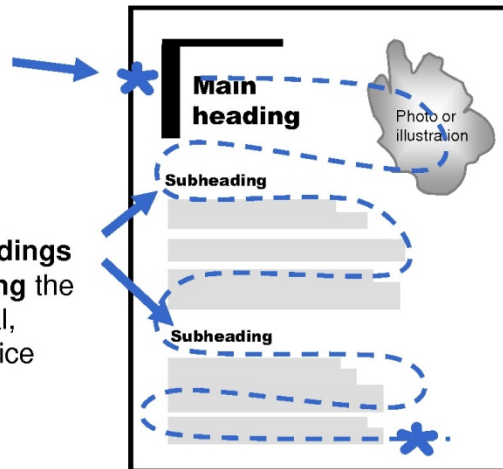 Main
heading
Photo or
illustration
Subheading
dings
ng the
l,
ice
Subheading